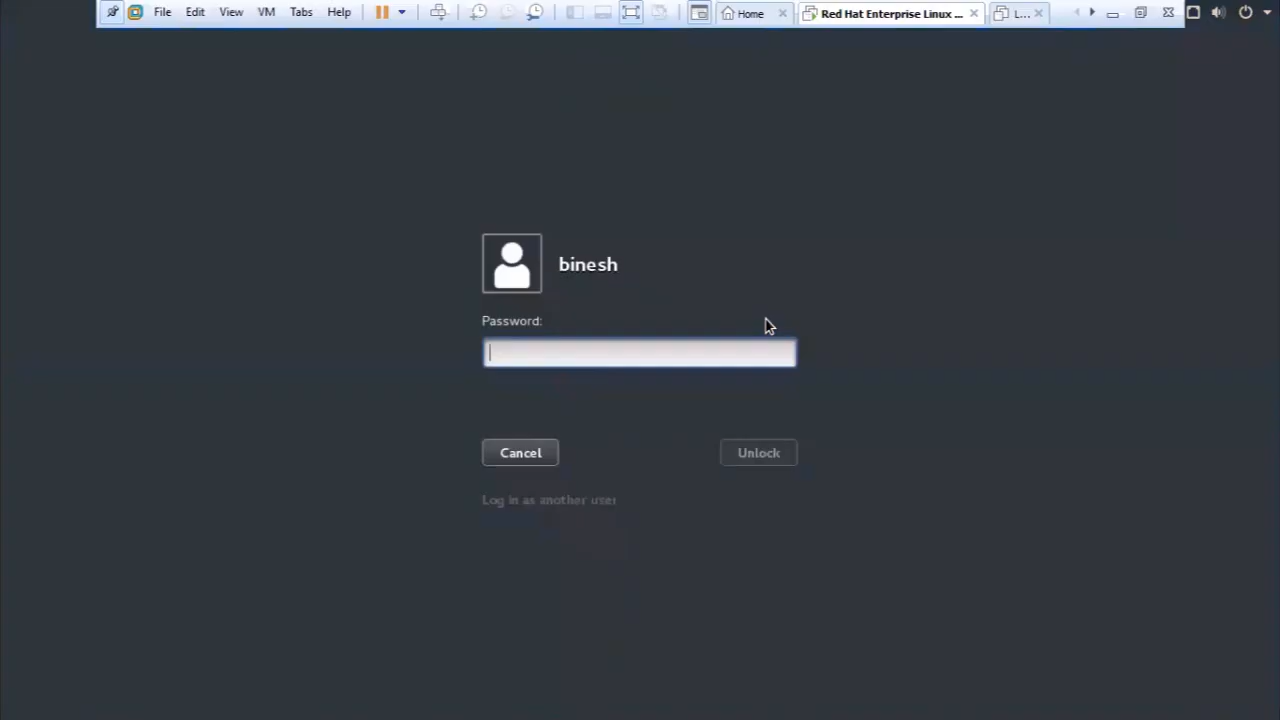 File Edit View VM Tabs Help Home Red Hat Enterprise Linux ... L...
binesh
Password:
Cancel Unlock
Log in as another user